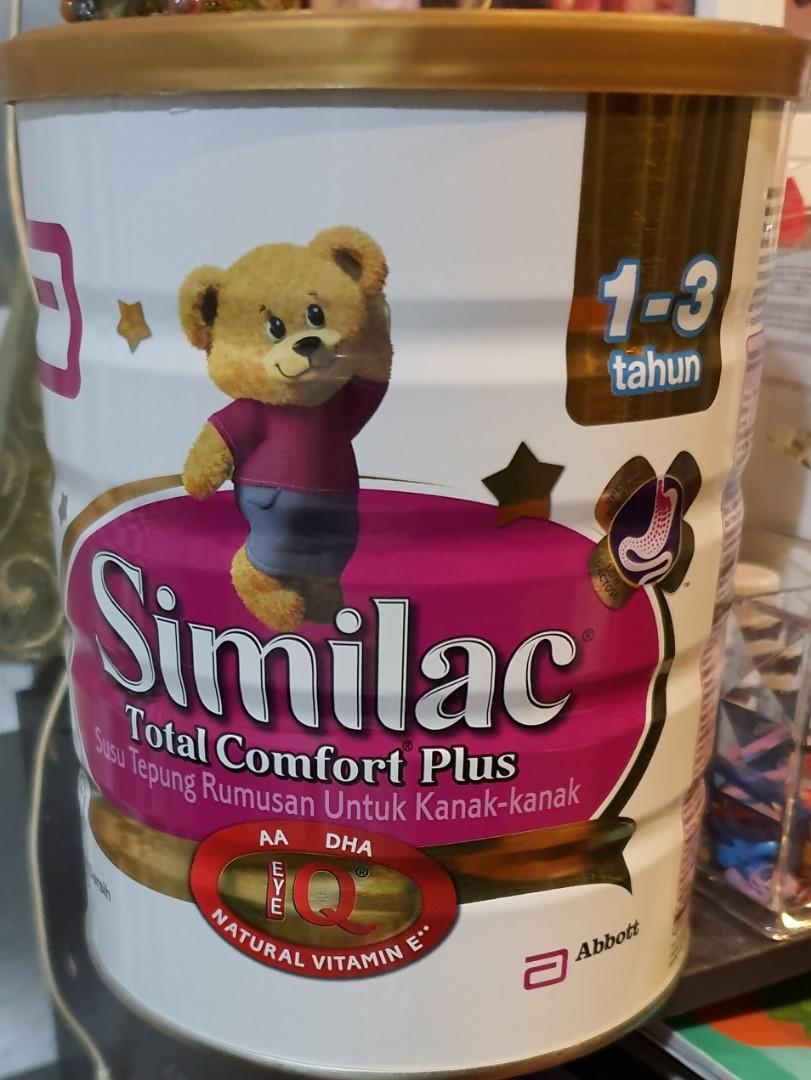 1-3
tahun
Similac®
Total Comfort® Plus
Susu Tepung Rumusan Untuk Kanak-kanak
AA DHA
EYE Q®
NATURAL VITAMIN E••
Abbott